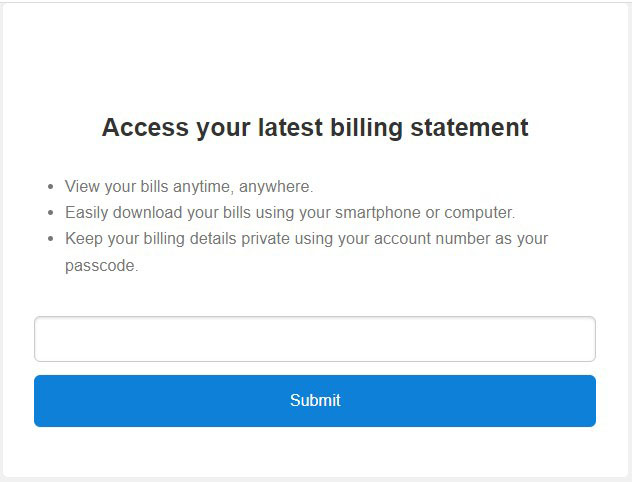 Access your latest billing statement
• View your bills anytime, anywhere.
• Easily download your bills using your smartphone or computer.
• Keep your billing details private using your account number as your
passcode.
Submit